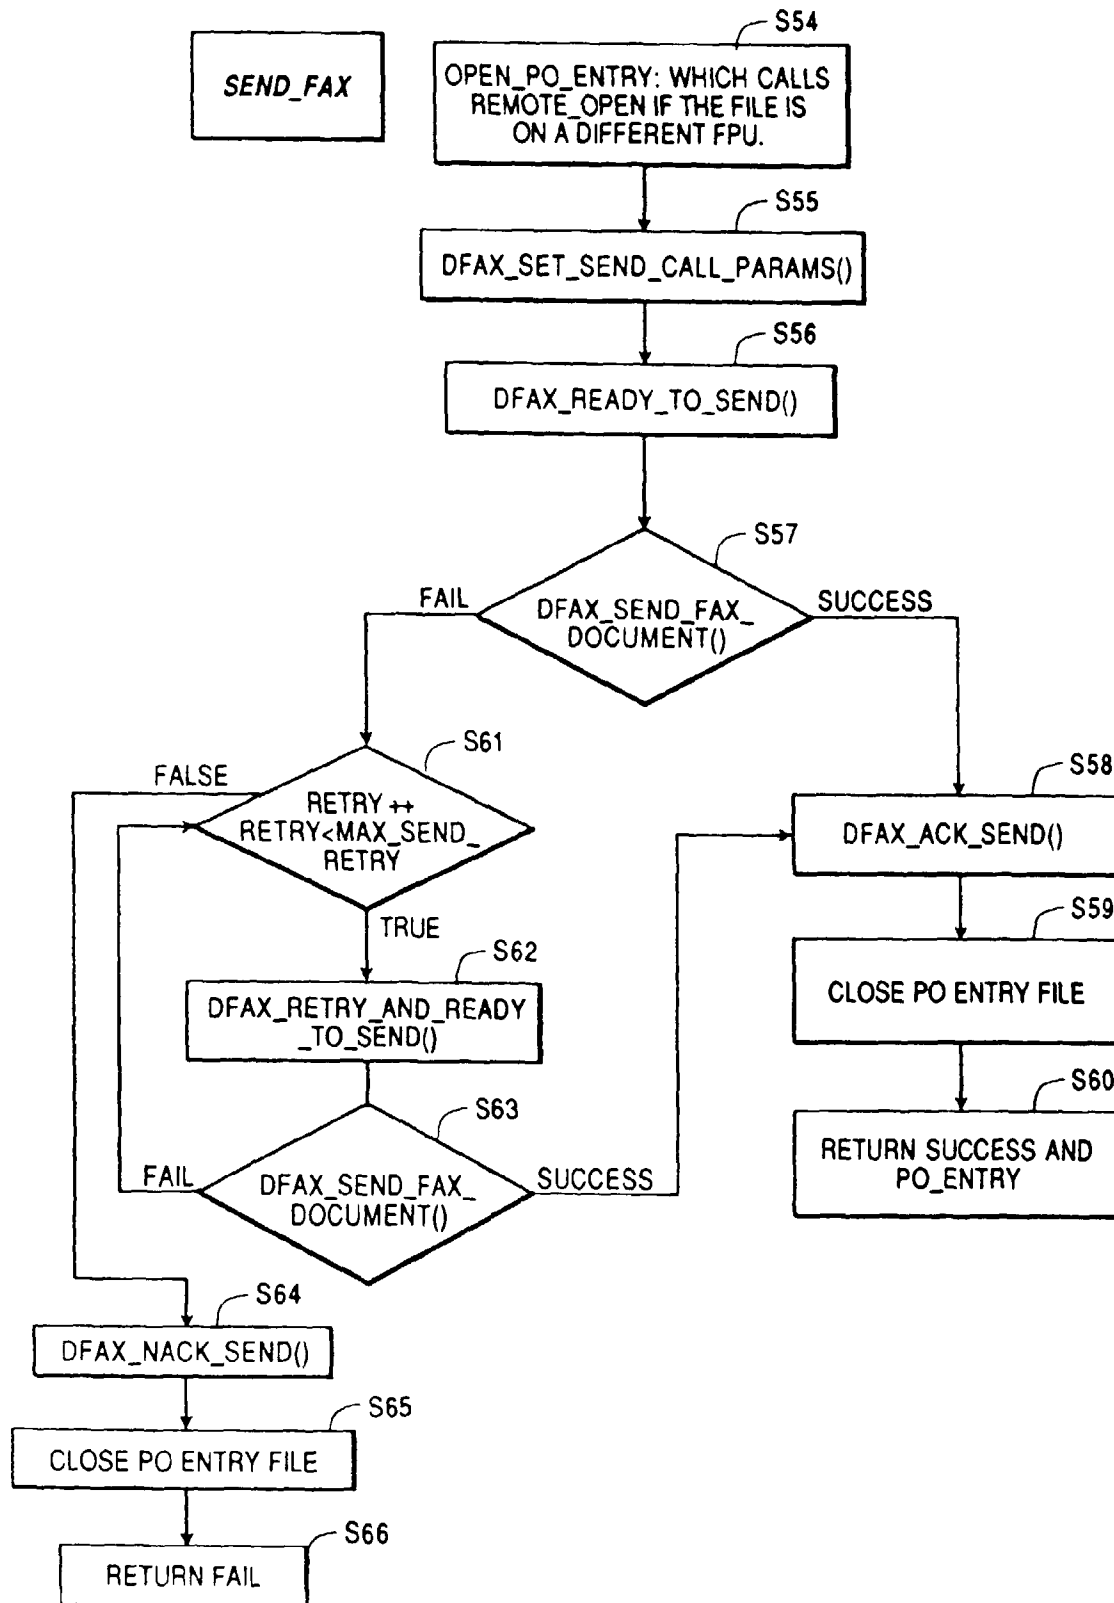 SEND_FAX
S54
OPEN_PO_ENTRY: WHICH CALLS
REMOTE_OPEN IF THE FILE IS
ON A DIFFERENT FPU.
S55
DFAX_SET_SEND_CALL_PARAMS()
S56
DFAX_READY_TO_SEND()
S57
FAIL
DFAX_SEND_FAX_
DOCUMENT()
SUCCESS
S61
FALSE
RETRY ++
RETRY<MAX_SEND_
RETRY
TRUE
S58
DFAX_ACK_SEND()
S59
CLOSE PO ENTRY FILE
S60
RETURN SUCCESS AND
PO_ENTRY
S62
DFAX_RETRY_AND_READY
_TO_SEND()
S63
FAIL
DFAX_SEND_FAX_
DOCUMENT()
SUCCESS
S64
DFAX_NACK_SEND()
S65
CLOSE PO ENTRY FILE
S66
RETURN FAIL